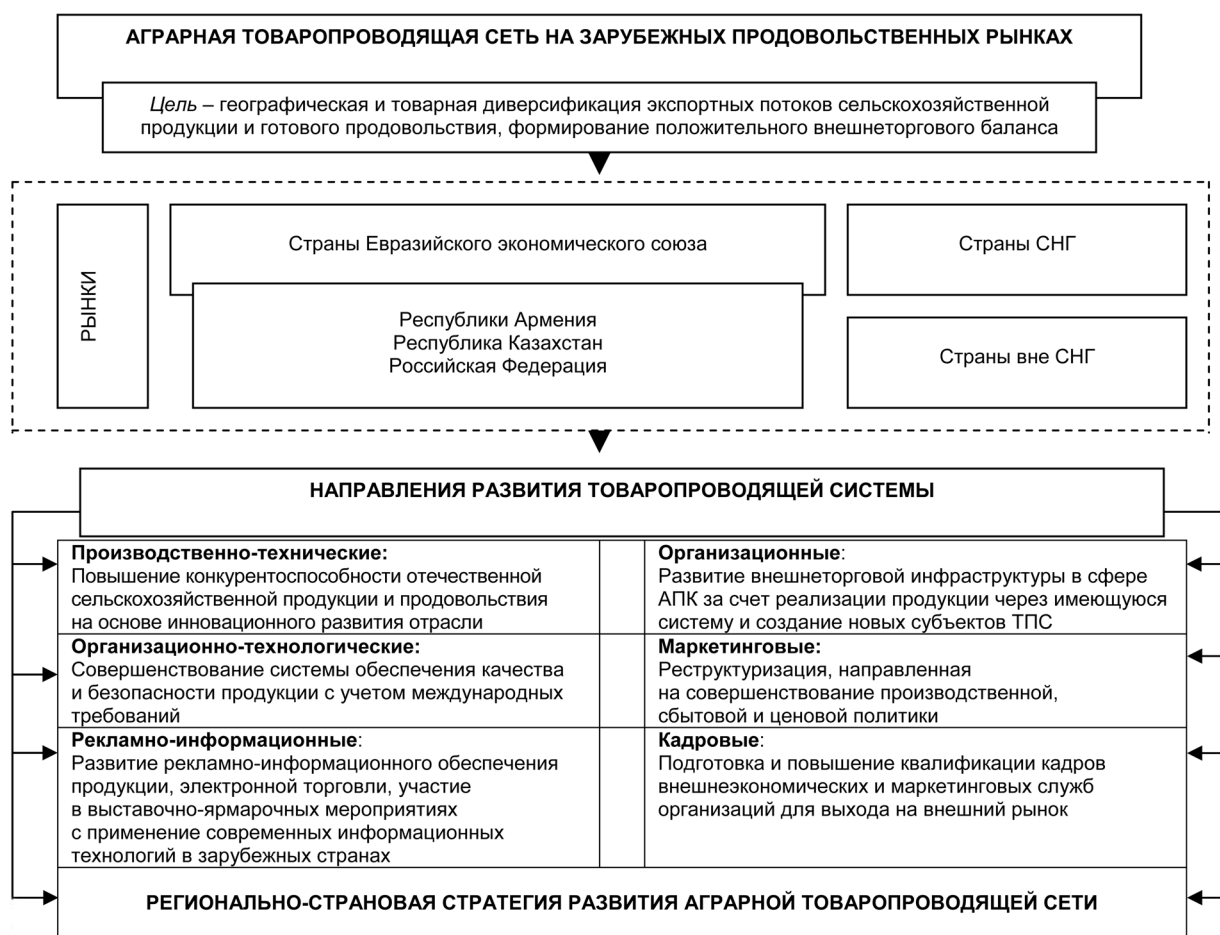 АГРАРНАЯ ТОВАРОПРОВОДЯЩАЯ СЕТЬ НА ЗАРУБЕЖНЫХ ПРОДОВОЛЬСТВЕННЫХ РЫНКАХ
Цель – географическая и товарная диверсификация экспортных потоков сельскохозяйственной
продукции и готового продовольствия, формирование положительного внешнеторгового баланса
РЫНКИ
Страны Евразийского экономического союза
Республики Армения
Республика Казахстан
Российская Федерация
Страны СНГ
Страны вне СНГ
НАПРАВЛЕНИЯ РАЗВИТИЯ ТОВАРОПРОВОДЯЩЕЙ СИСТЕМЫ
Производственно-технические:
Повышение конкурентоспособности отечественной
сельскохозяйственной продукции и продовольствия
на основе инновационного развития отрасли
Организационные:
Развитие внешнеторговой инфраструктуры в сфере
АПК за счет реализации продукции через имеющуюся
систему и создание новых субъектов ТПС
Организационно-технологические:
Совершенствование системы обеспечения качества
и безопасности продукции с учетом международных
требований
Маркетинговые:
Реструктуризация, направленная
на совершенствование производственной,
сбытовой и ценовой политики
Рекламно-информационные:
Развитие рекламно-информационного обеспечения
продукции, электронной торговли, участие
в выставочно-ярмарочных мероприятиях
с применение современных информационных
технологий в зарубежных странах
Кадровые:
Подготовка и повышение квалификации кадров
внешнеэкономических и маркетинговых служб
организаций для выхода на внешний рынок
РЕГИОНАЛЬНО-СТРАНОВАЯ СТРАТЕГИЯ РАЗВИТИЯ АГРАРНОЙ ТОВАРОПРОВОДЯЩЕЙ СЕТИ